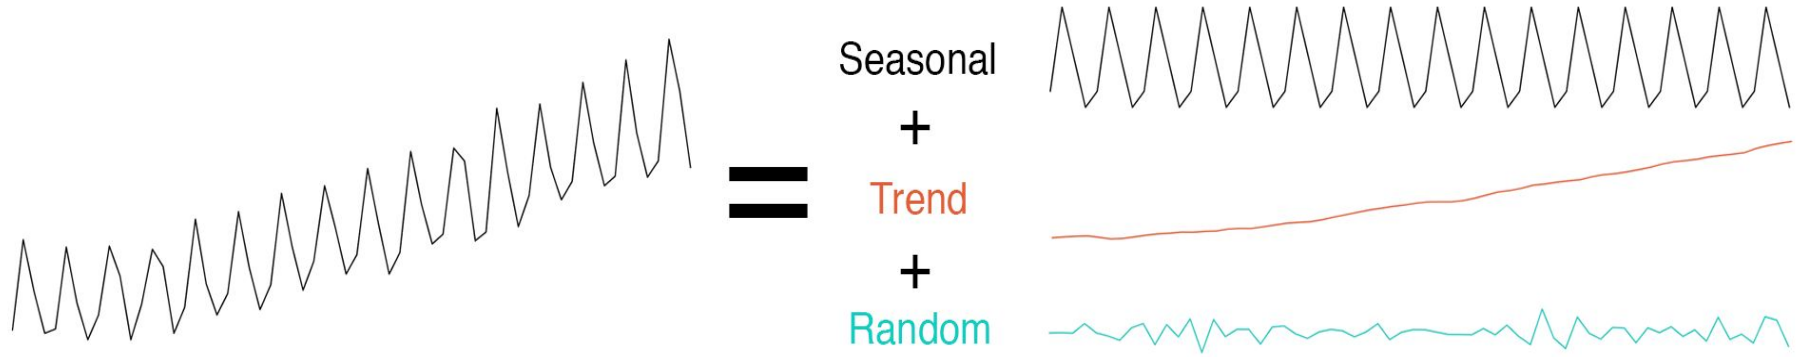 Seasonal
+
Trend
+
Random